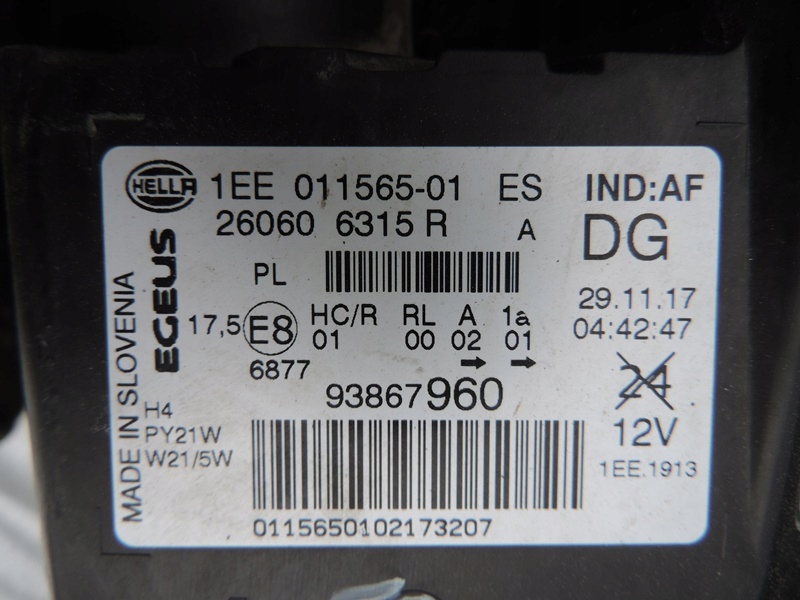 HELLA 1EE 011565-01 ES IND:AF
26060 6315 R A DG
PL
29.11.17
04:42:47
17,5 E8 HC/R RL A 1a
01 00 02 01
→ →
6877
93867960
24
12V
1EE.1913
H4
PY21W
W21/5W
0115650102173207
MADE IN SLOVENIA
EGEUS